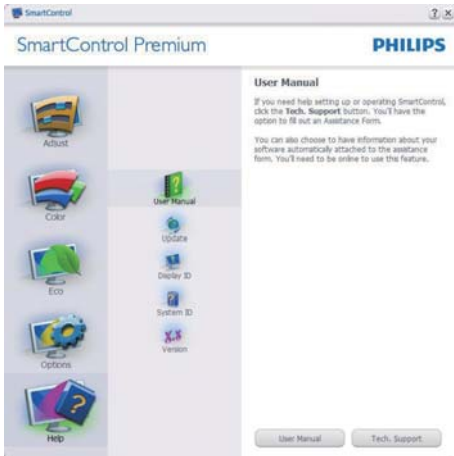 SmartControl
SmartControl Premium
PHILIPS
Adjust
Color
Eco
Options
Help
User Manual
Update
Display ID
System ID
Version
User Manual
If you need help setting up or operating SmartControl,
click the Tech. Support button. You'll have the
option to fill out an Assistance Form.
You can also choose to have information about your
software automatically attached to the assistance
form. You'll need to be online to use this feature.
User Manual
Tech. Support